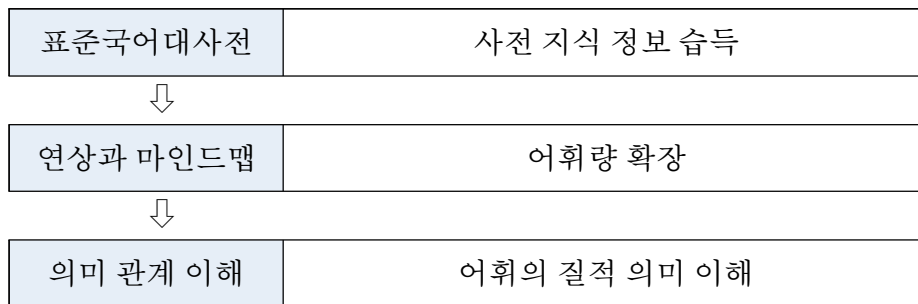 표준국어대사전 사전 지식 정보 습득
연상과 마인드맵 어휘량 확장
의미 관계 이해 어휘의 질적 의미 이해